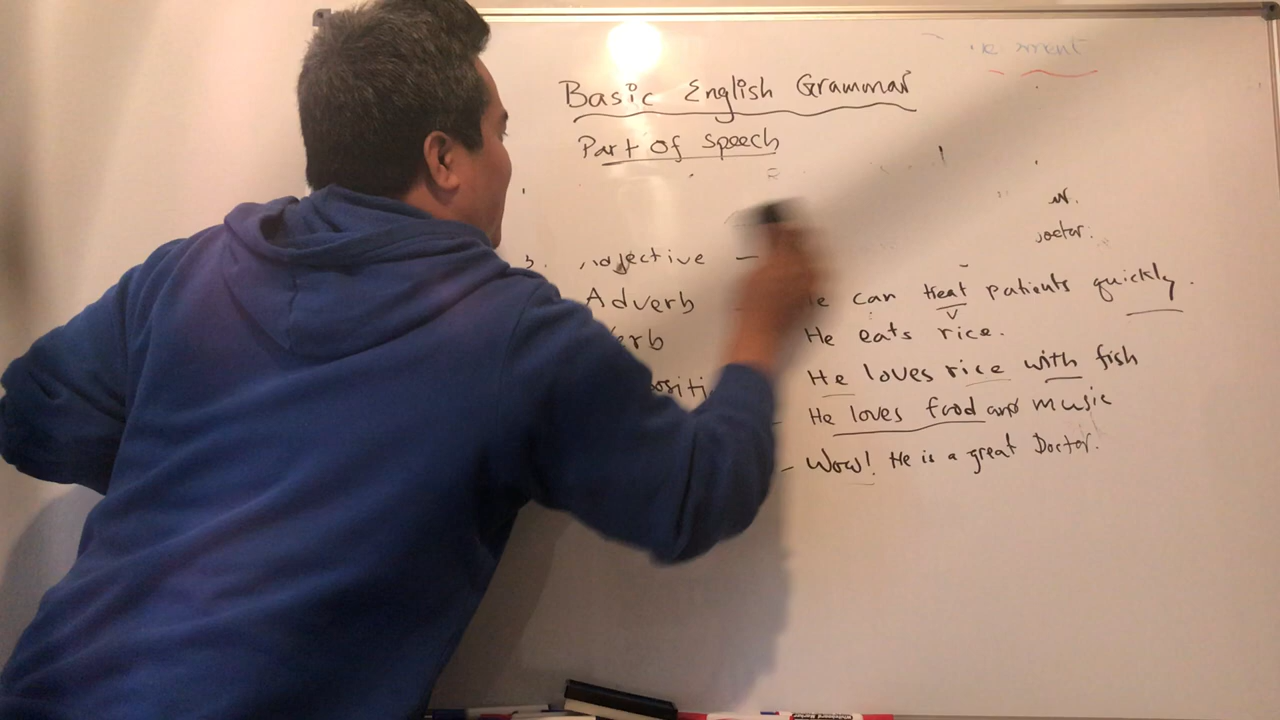 ment
Basic English Grammar
Part of speech
3. Adjective -
Adverb - He can treat patients quickly.
v
Verb He eats rice.
He loves rice with fish
- He loves food and music
- Wow! He is a great Doctor.
Doctor.